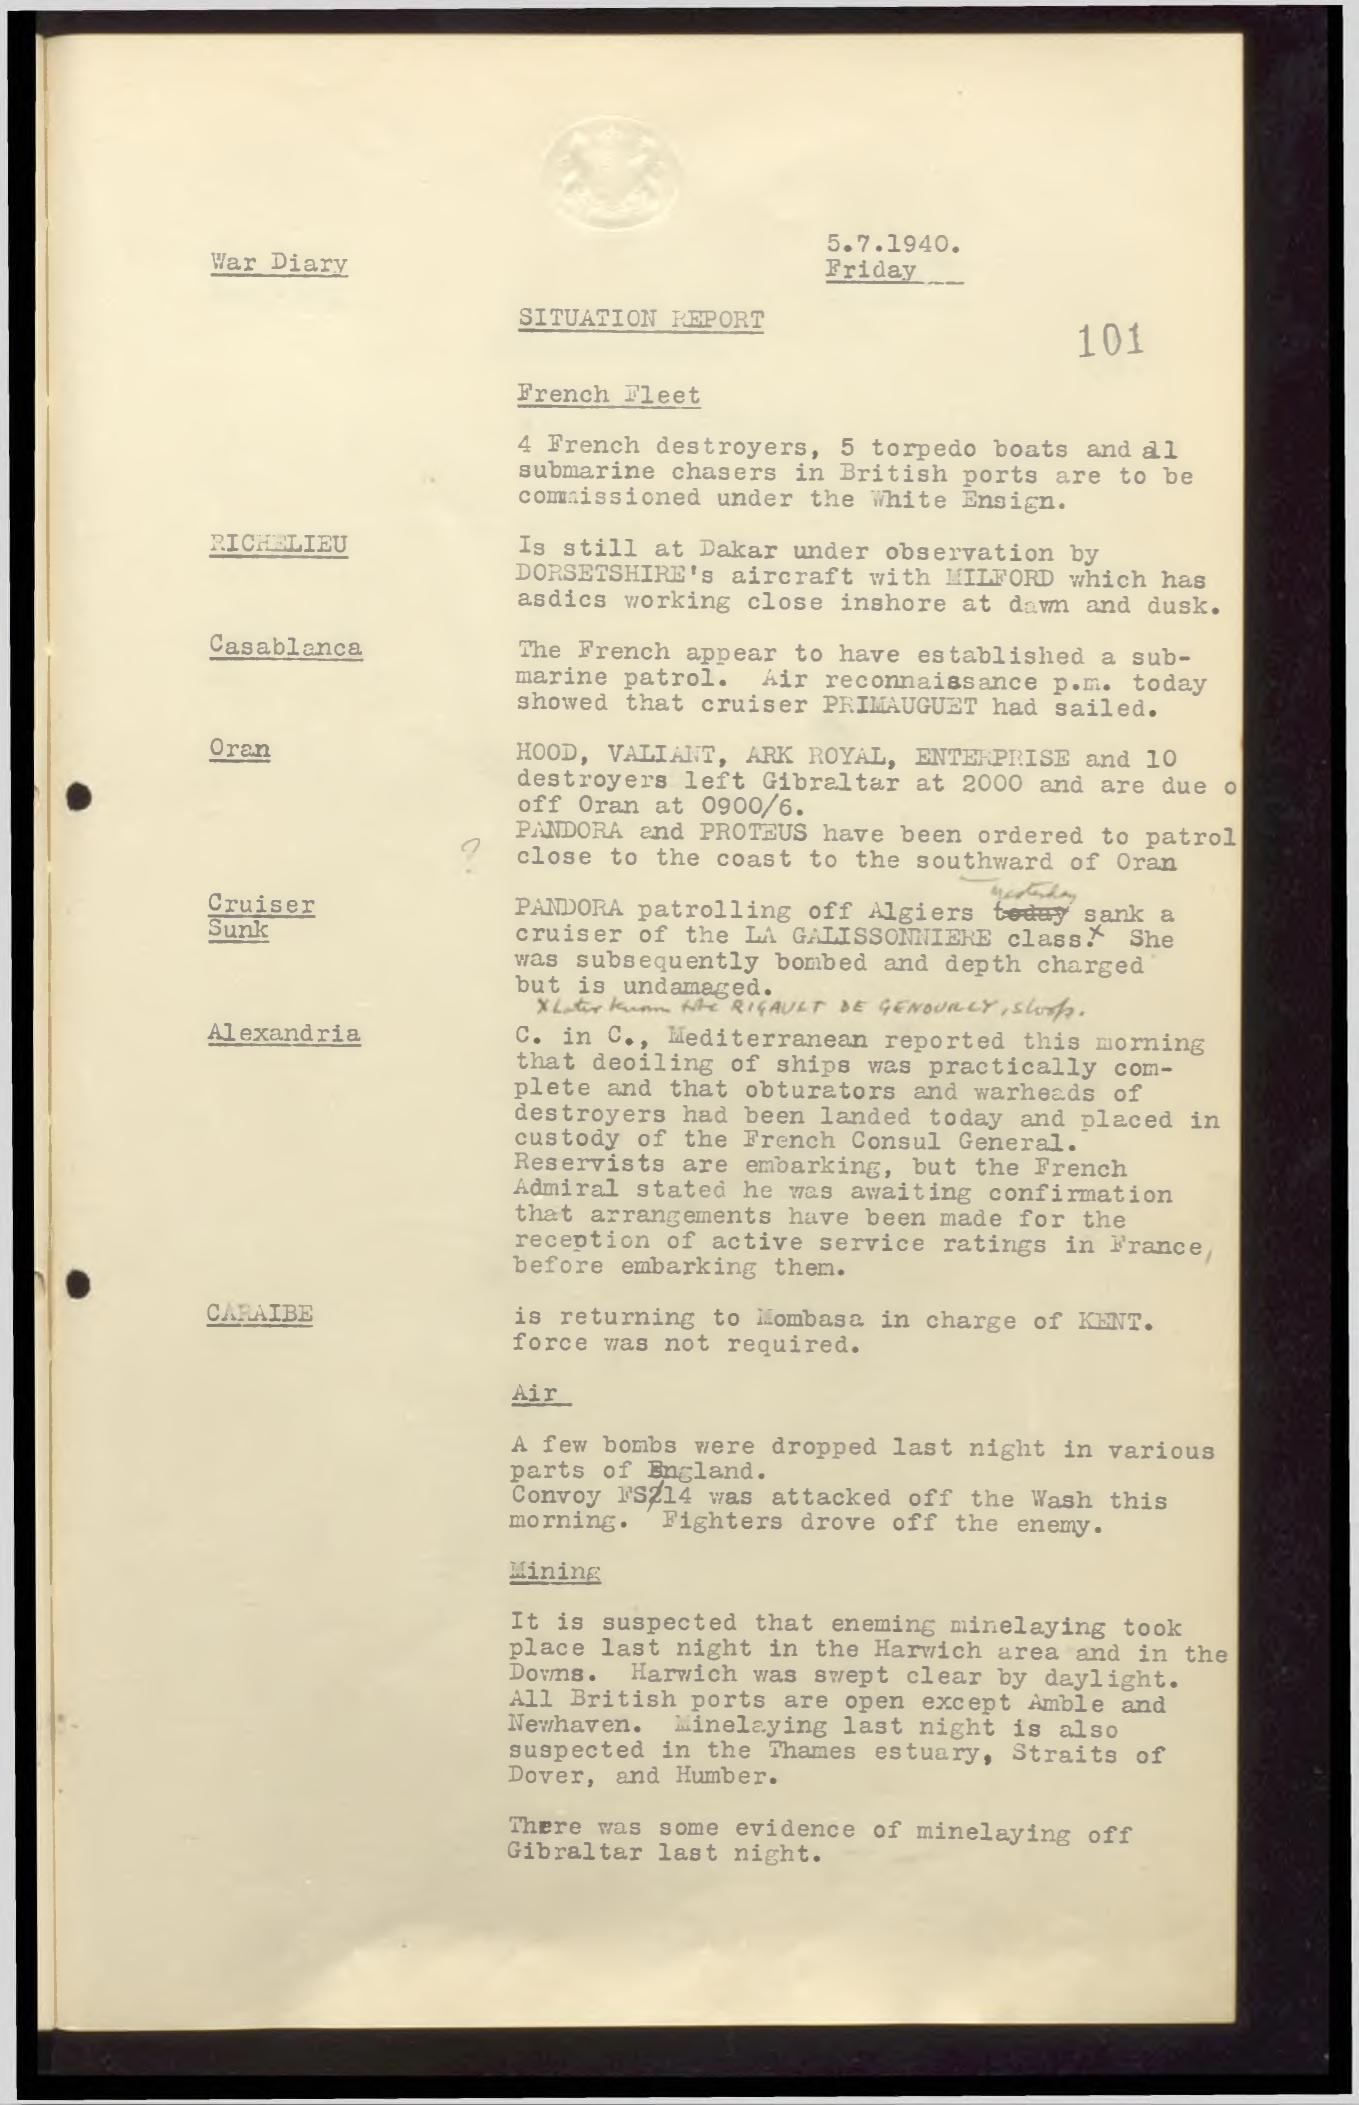 War Diary
5.7.1940.
Friday
SITUATION REPORT
101
French Fleet
4 French destroyers, 5 torpedo boats and all
submarine chasers in British ports are to be
commissioned under the White Ensign.
RICHELIEU
Is still at Dakar under observation by
DORSETSHIRE's aircraft with MILFORD which has
asdics working close inshore at dawn and dusk.
Casablanca
The French appear to have established a sub-
marine patrol. Air reconnaissance p.m. today
showed that cruiser PRIMAUGUET had sailed.
Oran
HOOD, VALIANT, ARK ROYAL, ENTERPRISE and 10
destroyers left Gibraltar at 2000 and are due o
off Oran at 0900/6.
PANDORA and PROTEUS have been ordered to patrol
? close to the coast to the southward of Oran
yesterday
Cruiser
Sunk
PANDORA patrolling off Algiers today sank a
cruiser of the LA GALISSONNIERE class.x She
was subsequently bombed and depth charged
but is undamaged.
x Later known to be RIGAULT DE GENOUILLY, sloop.
Alexandria
C. in C., Mediterranean reported this morning
that deoiling of ships was practically com-
plete and that obturators and warheads of
destroyers had been landed today and placed in
custody of the French Consul General.
Reservists are embarking, but the French
Admiral stated he was awaiting confirmation
that arrangements have been made for the
reception of active service ratings in France,
before embarking them.
CARAIBE
is returning to Mombasa in charge of KENT.
force was not required.
Air
A few bombs were dropped last night in various
parts of England.
Convoy FS/14 was attacked off the Wash this
morning. Fighters drove off the enemy.
Mining
It is suspected that eneming minelaying took
place last night in the Harwich area and in the
Downs. Harwich was swept clear by daylight.
All British ports are open except Amble and
Newhaven. Minelaying last night is also
suspected in the Thames estuary, Straits of
Dover, and Humber.
There was some evidence of minelaying off
Gibraltar last night.